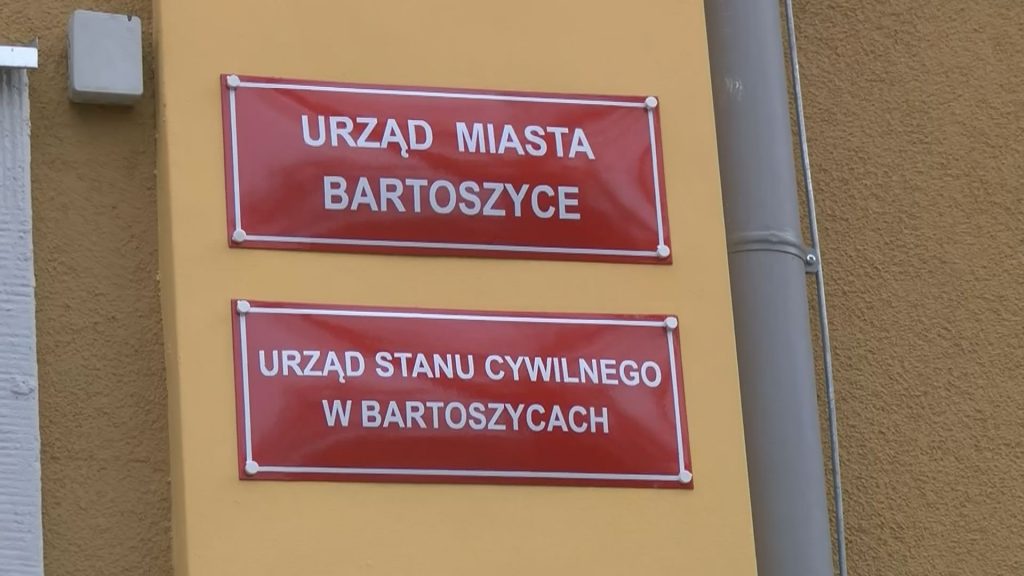 URZĄD MIASTA
BARTOSZYCE
URZĄD STANU CYWILNEGO
W BARTOSZYCACH